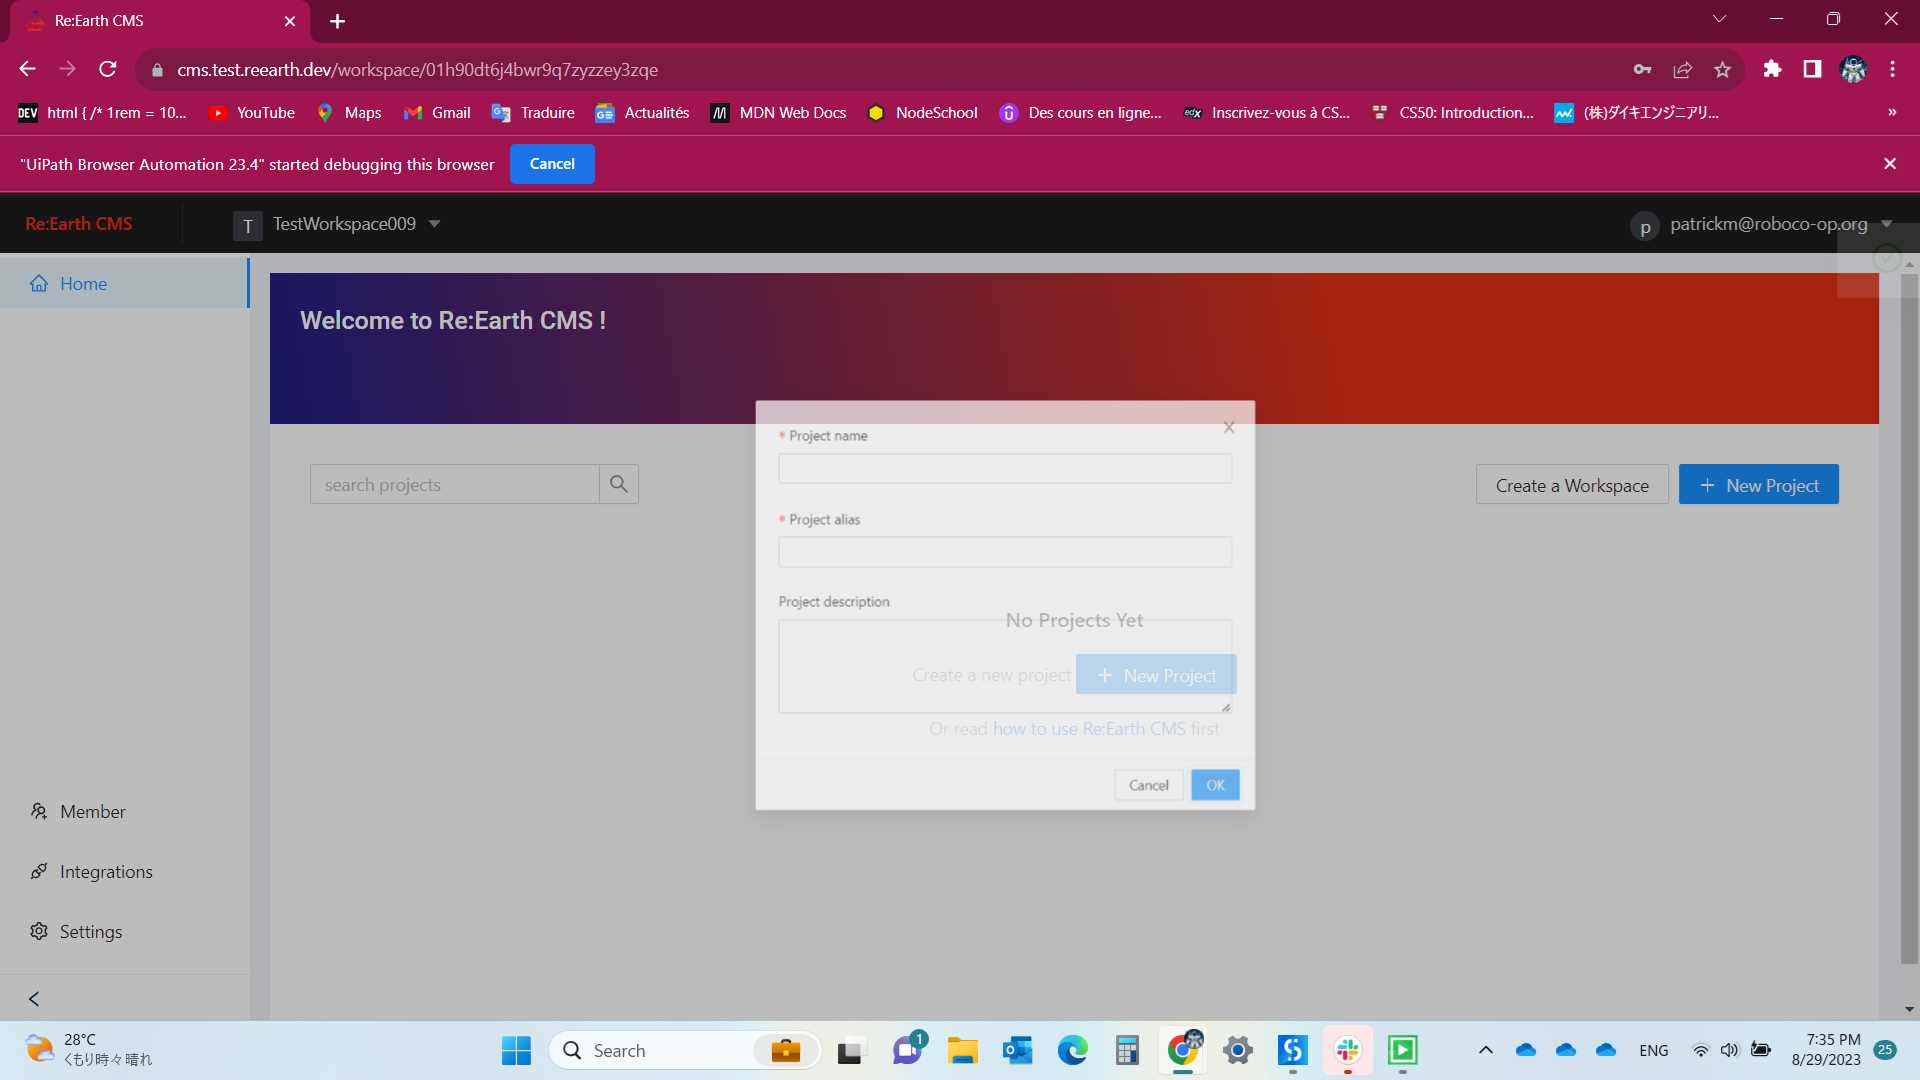 Re:Earth CMS
cms.test.reearth.dev/workspace/01h90dt6j4bwr9q7zyzzey3zqe
DEV html { /* 1rem = 10... YouTube Maps Gmail Traduire Actualités MDN Web Docs NodeSchool Des cours en ligne... edX Inscrivez-vous à CS... CS50: Introduction... (株)ダイキエンジニアリ... »
"UiPath Browser Automation 23.4" started debugging this browser Cancel
Re:Earth CMS T TestWorkspace009 p patrickm@roboco-op.org
Home
Welcome to Re:Earth CMS !
* Project name
search projects
Create a Workspace + New Project
* Project alias
Project description
No Projects Yet
Create a new project + New Project
Or read how to use Re:Earth CMS first
Cancel OK
Member
Integrations
Settings
28°C
くもり時々晴れ
Search
1
ENG
7:35 PM
8/29/2023
25